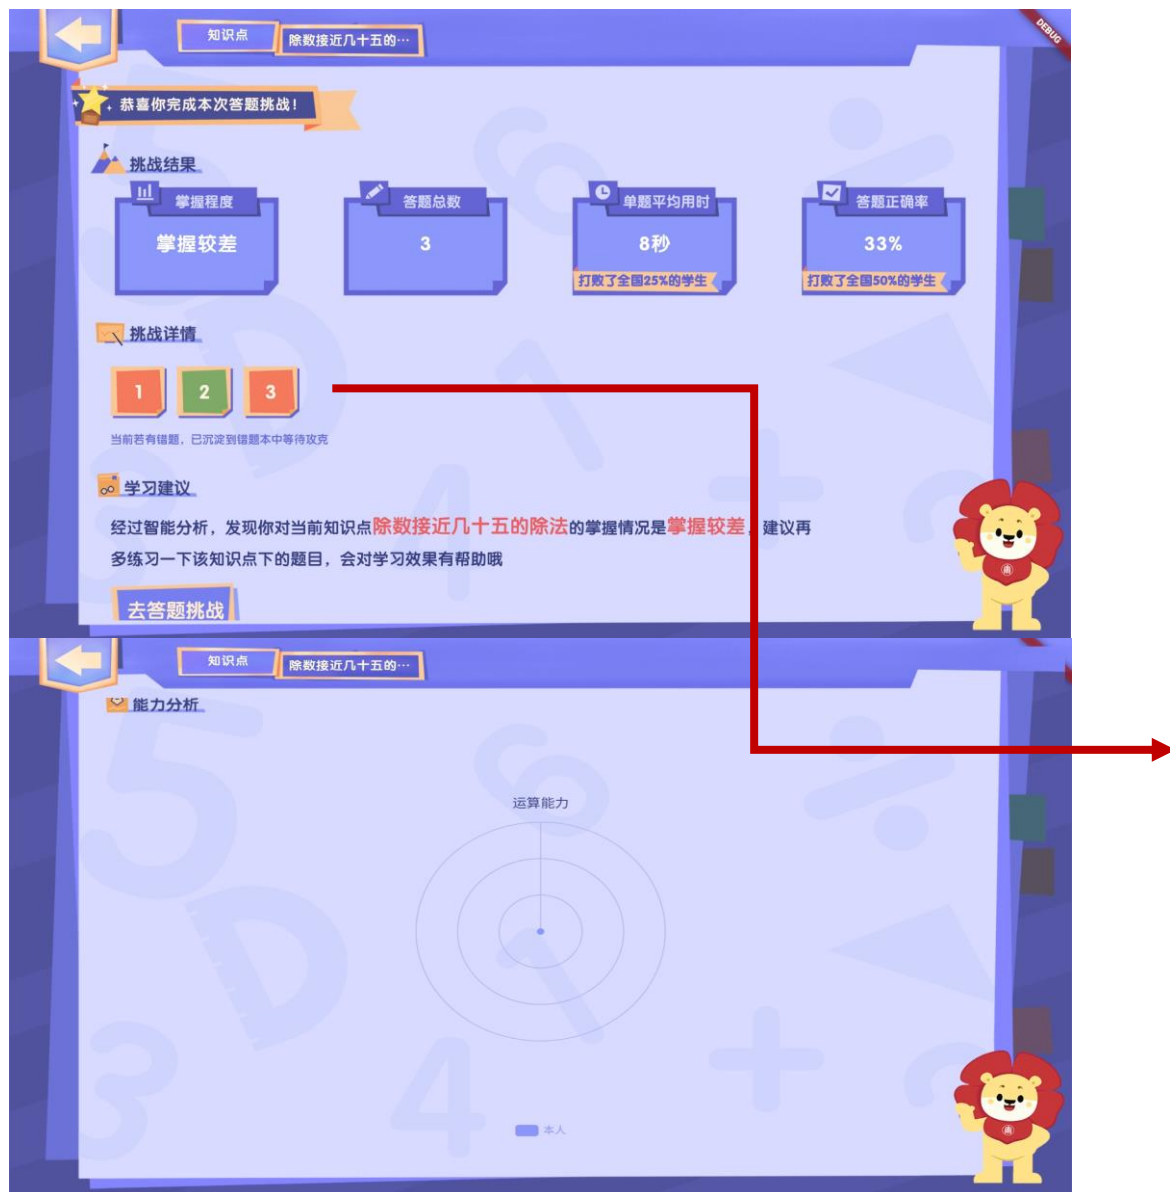 知识点
除数接近几十五的…
DEBUG
恭喜你完成本次答题挑战！
挑战结果
掌握程度
掌握较差
答题总数
3
单题平均用时
8秒
打败了全国25%的学生
答题正确率
33%
打败了全国50%的学生
挑战详情
1 2 3
当前若有错题，已沉淀到错题本中等待攻克
学习建议
经过智能分析，发现你对当前知识点除数接近几十五的除法的掌握情况是掌握较差，建议再
多练习一下该知识点下的题目，会对学习效果有帮助哦
去答题挑战
知识点
除数接近几十五的…
能力分析
运算能力
本人